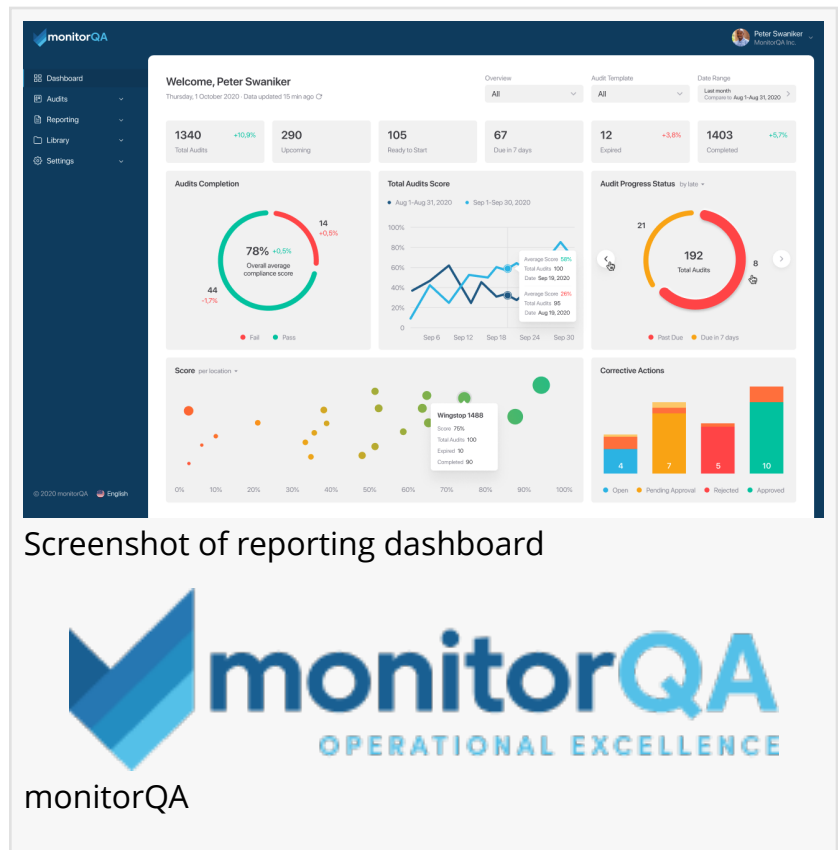 monitorQA
Peter Swaniker
MonitorQA Inc.
Dashboard
Audits
Reporting
Library
Settings
© 2020 monitorQA English
Welcome, Peter Swaniker
Thursday, 1 October 2020 · Data updated 15 min ago
Overview
All
Audit Template
All
Date Range
Last month
Compare to Aug 1-Aug 31, 2020
1340 +10,9%
Total Audits
290
Upcoming
105
Ready to Start
67
Due in 7 days
12 +3,8%
Expired
1403 +5,7%
Completed
Audits Completion
14
+0,5%
78% +0,5%
Overall average
compliance score
44
-1,7%
Fail Pass
Total Audits Score
Aug 1-Aug 31, 2020 Sep 1-Sep 30, 2020
100%
80%
60%
40%
20%
0
Sep 6 Sep 12 Sep 18 Sep 24 Sep 30
Average Score 58%
Total Audits 100
Date Sep 19, 2020
Average Score 26%
Total Audits 95
Date Aug 19, 2020
Audit Progress Status by late
21
192
Total Audits
8
Past Due Due in 7 days
Score per location
Wingstop 1488
Score 75%
Total Audits 100
Expired 10
Completed 90
0% 10% 20% 30% 40% 50% 60% 70% 80% 90% 100%
Corrective Actions
4 7 5 10
Open Pending Approval Rejected Approved
Screenshot of reporting dashboard
monitorQA
OPERATIONAL EXCELLENCE
monitorQA